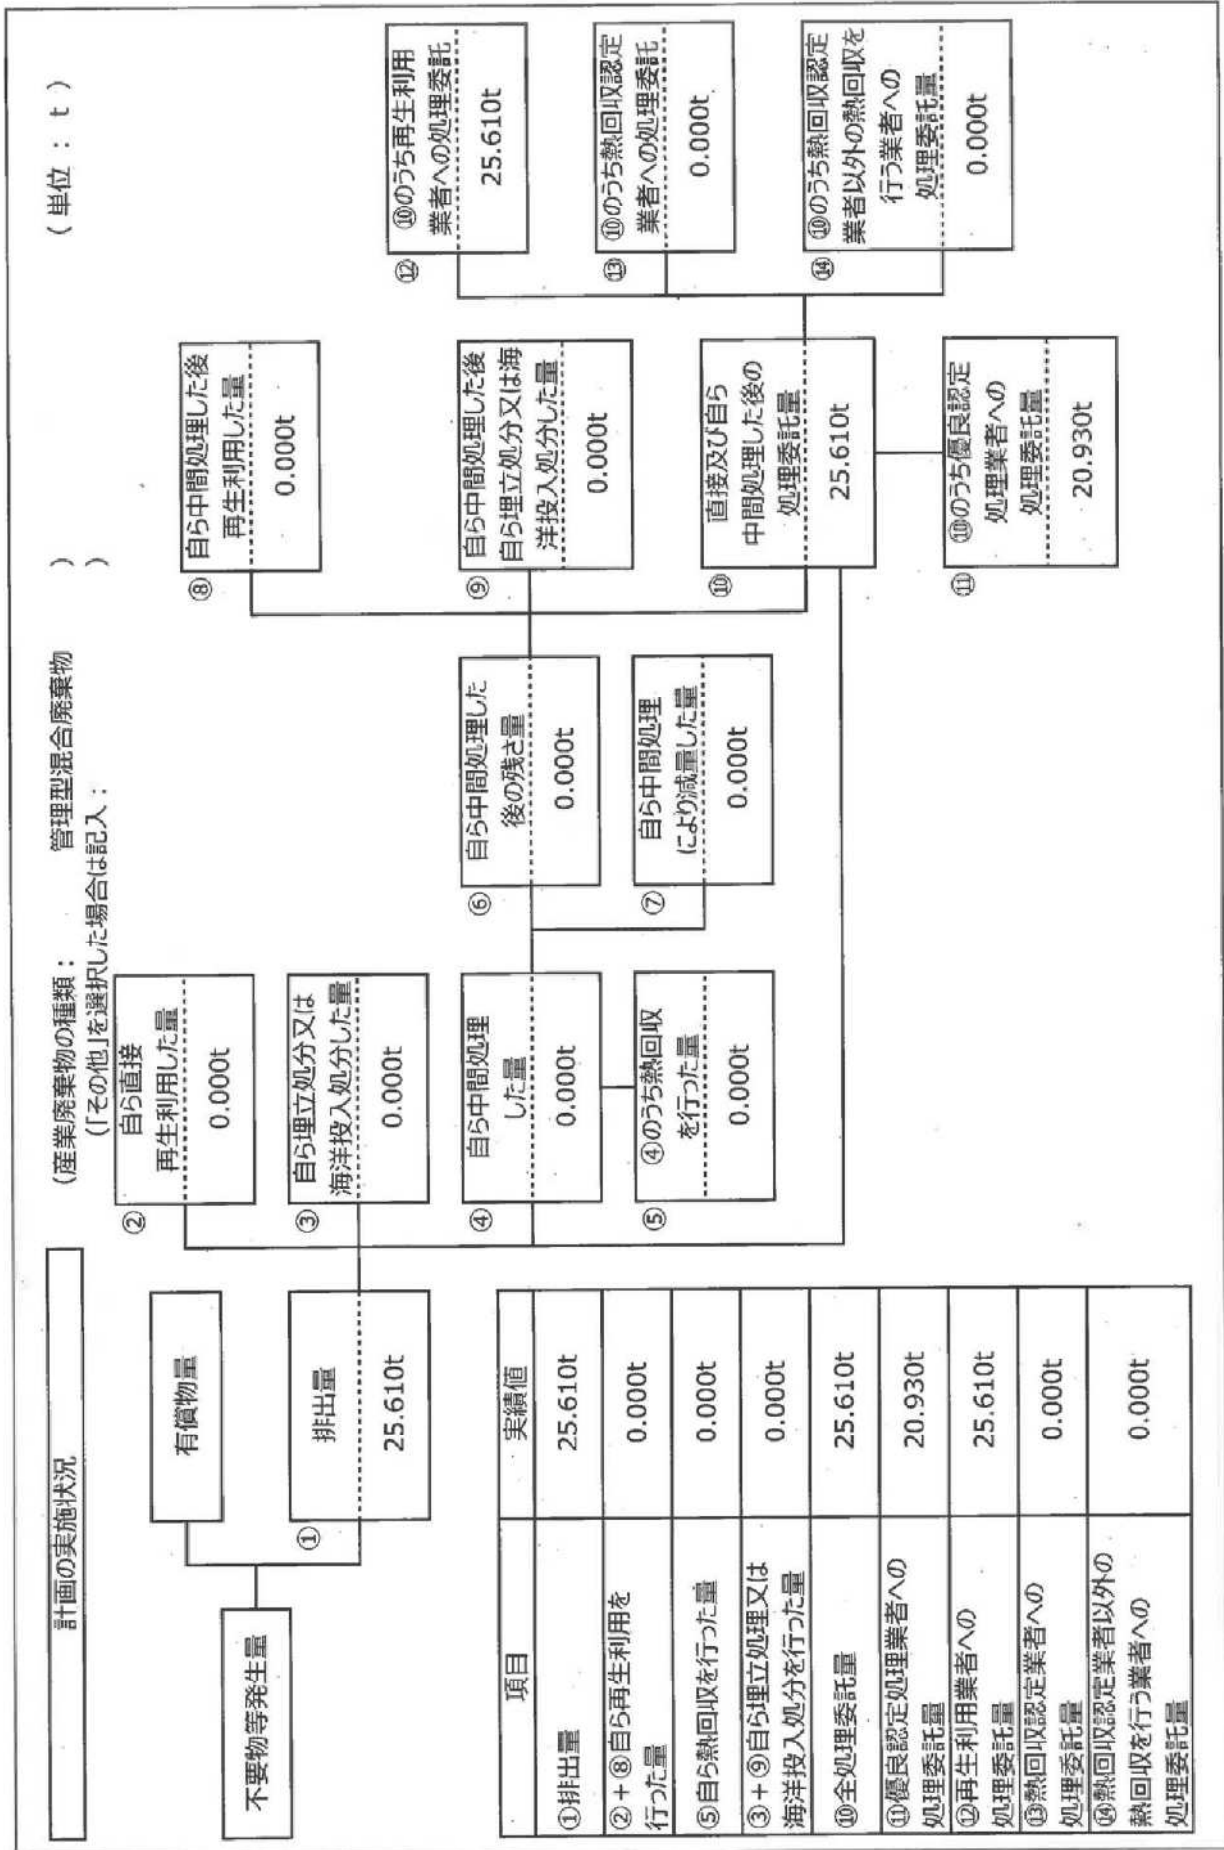 計画の実施状況
(産業廃棄物の種類： 管理型混合廃棄物 )
(「その他」を選択した場合は記入： )
(単位：t)
不要物等発生量
有償物量
①
排出量
25.610t
②
自ら直接
再生利用した量
0.000t
③
自ら埋立処分又は
海洋投入処分した量
0.000t
④
自ら中間処理
した量
0.000t
⑤
④のうち熱回収
を行った量
0.000t
⑥
自ら中間処理した
後の残さ量
0.000t
⑦
自ら中間処理
により減量した量
0.000t
⑧
自ら中間処理した後
再生利用した量
0.000t
⑨
自ら中間処理した後
自ら埋立処分又は海
洋投入処分した量
0.000t
⑩
直接及び自ら
中間処理した後の
処理委託量
25.610t
⑪
⑩のうち優良認定
処理業者への
処理委託量
20.930t
⑫
⑩のうち再生利用
業者への処理委託
25.610t
⑬
⑩のうち熱回収認定
業者への処理委託
0.000t
⑭
⑩のうち熱回収認定
業者以外の熱回収を
行う業者への
処理委託量
0.000t
項目 実績値
①排出量 25.610t
②+⑧自ら再生利用を
行った量 0.000t
⑤自ら熱回収を行った量 0.000t
③+⑨自ら埋立処理又は
海洋投入処分を行った量 0.000t
⑩全処理委託量 25.610t
⑪優良認定処理業者への
処理委託量 20.930t
⑫再生利用業者への
処理委託量 25.610t
⑬熱回収認定業者への
処理委託量 0.000t
⑭熱回収認定業者以外の
熱回収を行う業者への
処理委託量 0.000t